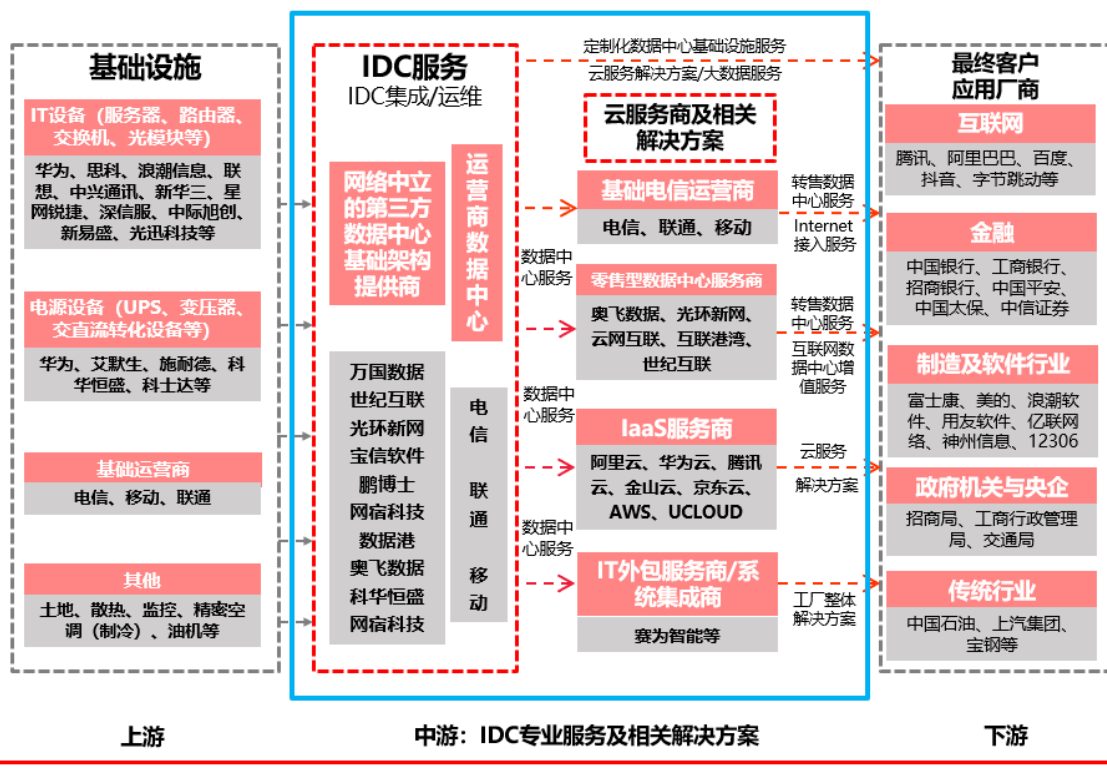 基础设施
IT设备（服务器、路由器、
交换机、光模块等）
华为、思科、浪潮信息、联
想、中兴通讯、新华三、星
网锐捷、深信服、中际旭创、
新易盛、光迅科技等
电源设备（UPS、变压器、
交直流转化设备等）
华为、艾默生、施耐德、科
华恒盛、科士达等
基础运营商
电信、移动、联通
其他
土地、散热、监控、精密空
调（制冷）、油机等
上游
IDC服务
IDC集成/运维
网络中立
的第三方
数据中心
基础架构
提供商
运营商数据中心
万国数据
世纪互联
光环新网
宝信软件
鹏博士
网宿科技
数据港
奥飞数据
科华恒盛
网宿科技
电信
联通
移动
定制化数据中心基础设施服务
云服务解决方案/大数据服务
云服务商及相关
解决方案
基础电信运营商
电信、联通、移动
数据中
心服务
零售型数据中心服务商
奥飞数据、光环新网、
云网互联、互联港湾、
世纪互联
数据中
心服务
IaaS服务商
阿里云、华为云、腾讯
云、金山云、京东云、
AWS、UCLOUD
数据中
心服务
IT外包服务商/系
统集成商
赛为智能等
转售数据
中心服务
Internet
接入服务
转售数据
中心服务
互联网数
据中心增
值服务
云服务
解决方案
工厂整体
解决方案
中游：IDC专业服务及相关解决方案
最终客户
应用厂商
互联网
腾讯、阿里巴巴、百度、
抖音、字节跳动等
金融
中国银行、工商银行、
招商银行、中国平安、
中国太保、中信证券
制造及软件行业
富士康、美的、浪潮软
件、用友软件、亿联网
络、神州信息、12306
政府机关与央企
招商局、工商行政管理
局、交通局
传统行业
中国石油、上汽集团、
宝钢等
下游